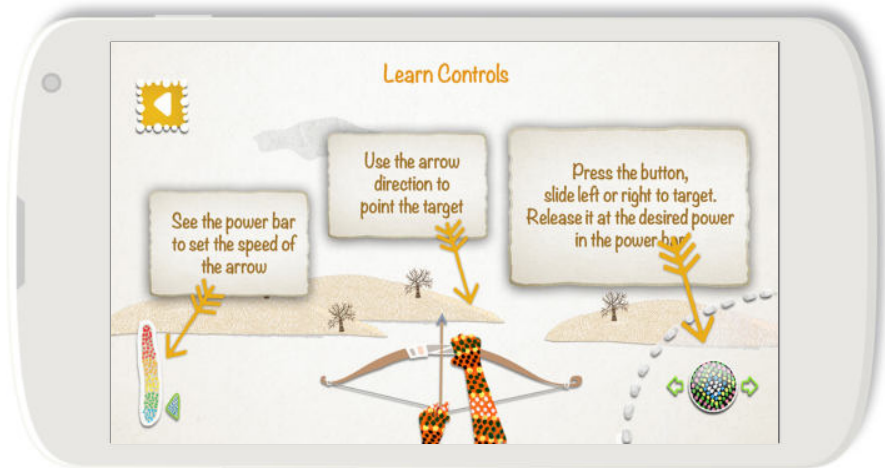 Learn Controls
See the power bar
to set the speed of
the arrow
Use the arrow
direction to
point the target
Press the button,
slide left or right to target.
Release it at the desired power
in the power bar